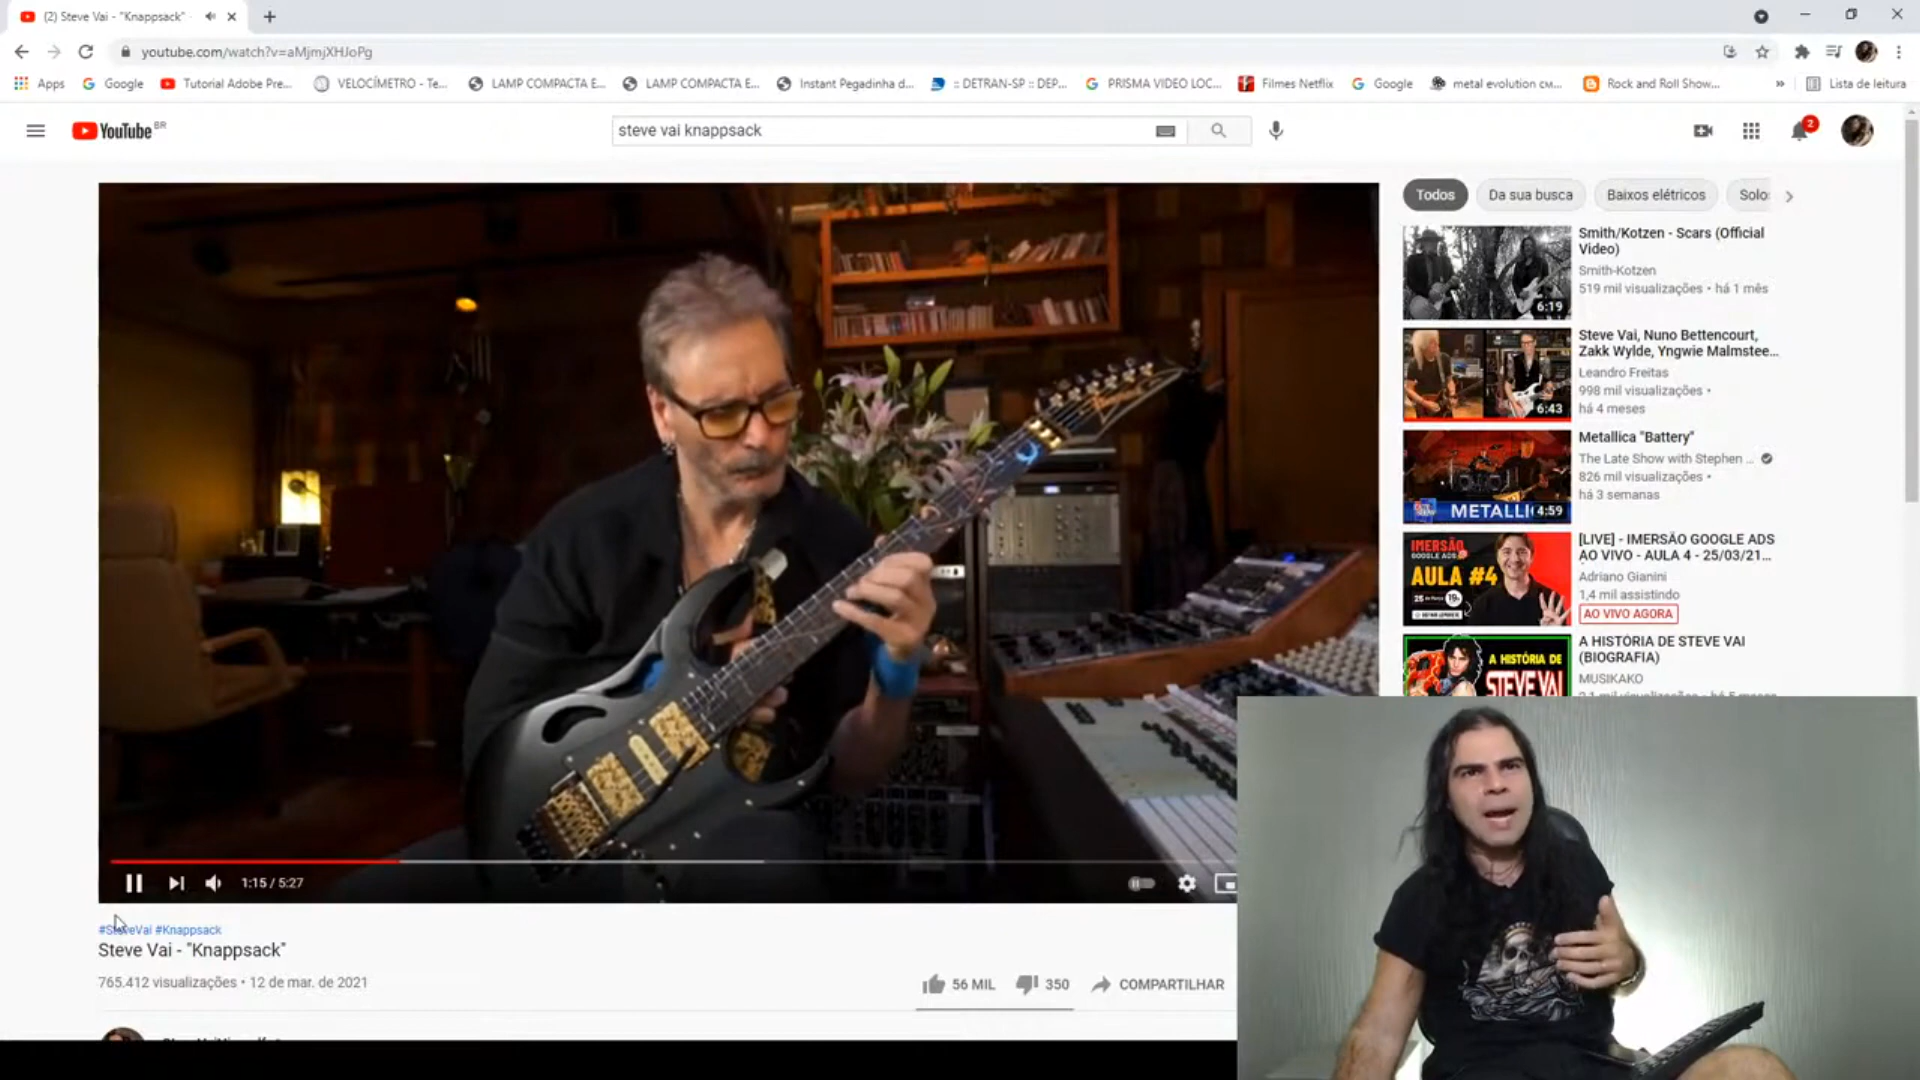 (2) Steve Vai - "Knappsack"
youtube.com/watch?v=aMjmjXHJoPg
Apps
Google
Tutorial Adobe Pre...
VELOCÍMETRO - Te...
LAMP COMPACTA E...
LAMP COMPACTA E...
Instant Pegadinha d...
:: DETRAN-SP :: DEP...
PRISMA VIDEO LOC...
Filmes Netflix
Google
metal evolution см...
Rock and Roll Show...
»
Lista de leitura
YouTube BR
steve vai knappsack
2
Todos
Da sua busca
Baixos elétricos
Solo
Smith/Kotzen - Scars (Official
Video)
Smith-Kotzen
519 mil visualizações • há 1 mês
6:19
Steve Vai, Nuno Bettencourt,
Zakk Wylde, Yngwie Malmstee...
Leandro Freitas
998 mil visualizações •
há 4 meses
6:43
Metallica "Battery"
The Late Show with Stephen ...
826 mil visualizações •
há 3 semanas
METALLI
4:59
[LIVE] - IMERSÃO GOOGLE ADS
AO VIVO - AULA 4 - 25/03/21...
Adriano Gianini
1,4 mil assistindo
AO VIVO AGORA
IMERSÃO
GOOGLE ADS
AULA #4
A HISTÓRIA DE STEVE VAI
(BIOGRAFIA)
MUSIKAKO
A HISTÓRIA DE
STEVE VAI
Ibanez
1:15 / 5:27
#SteveVai #Knappsack
Steve Vai - "Knappsack"
765.412 visualizações • 12 de mar. de 2021
56 MIL
350
COMPARTILHAR